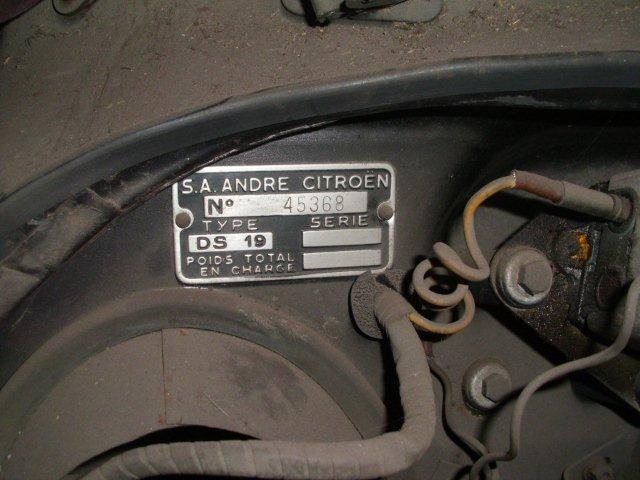 S.A. ANDRE CITROËN
Nº 45368
TYPE SERIE
DS 19
POIDS TOTAL
EN CHARGE